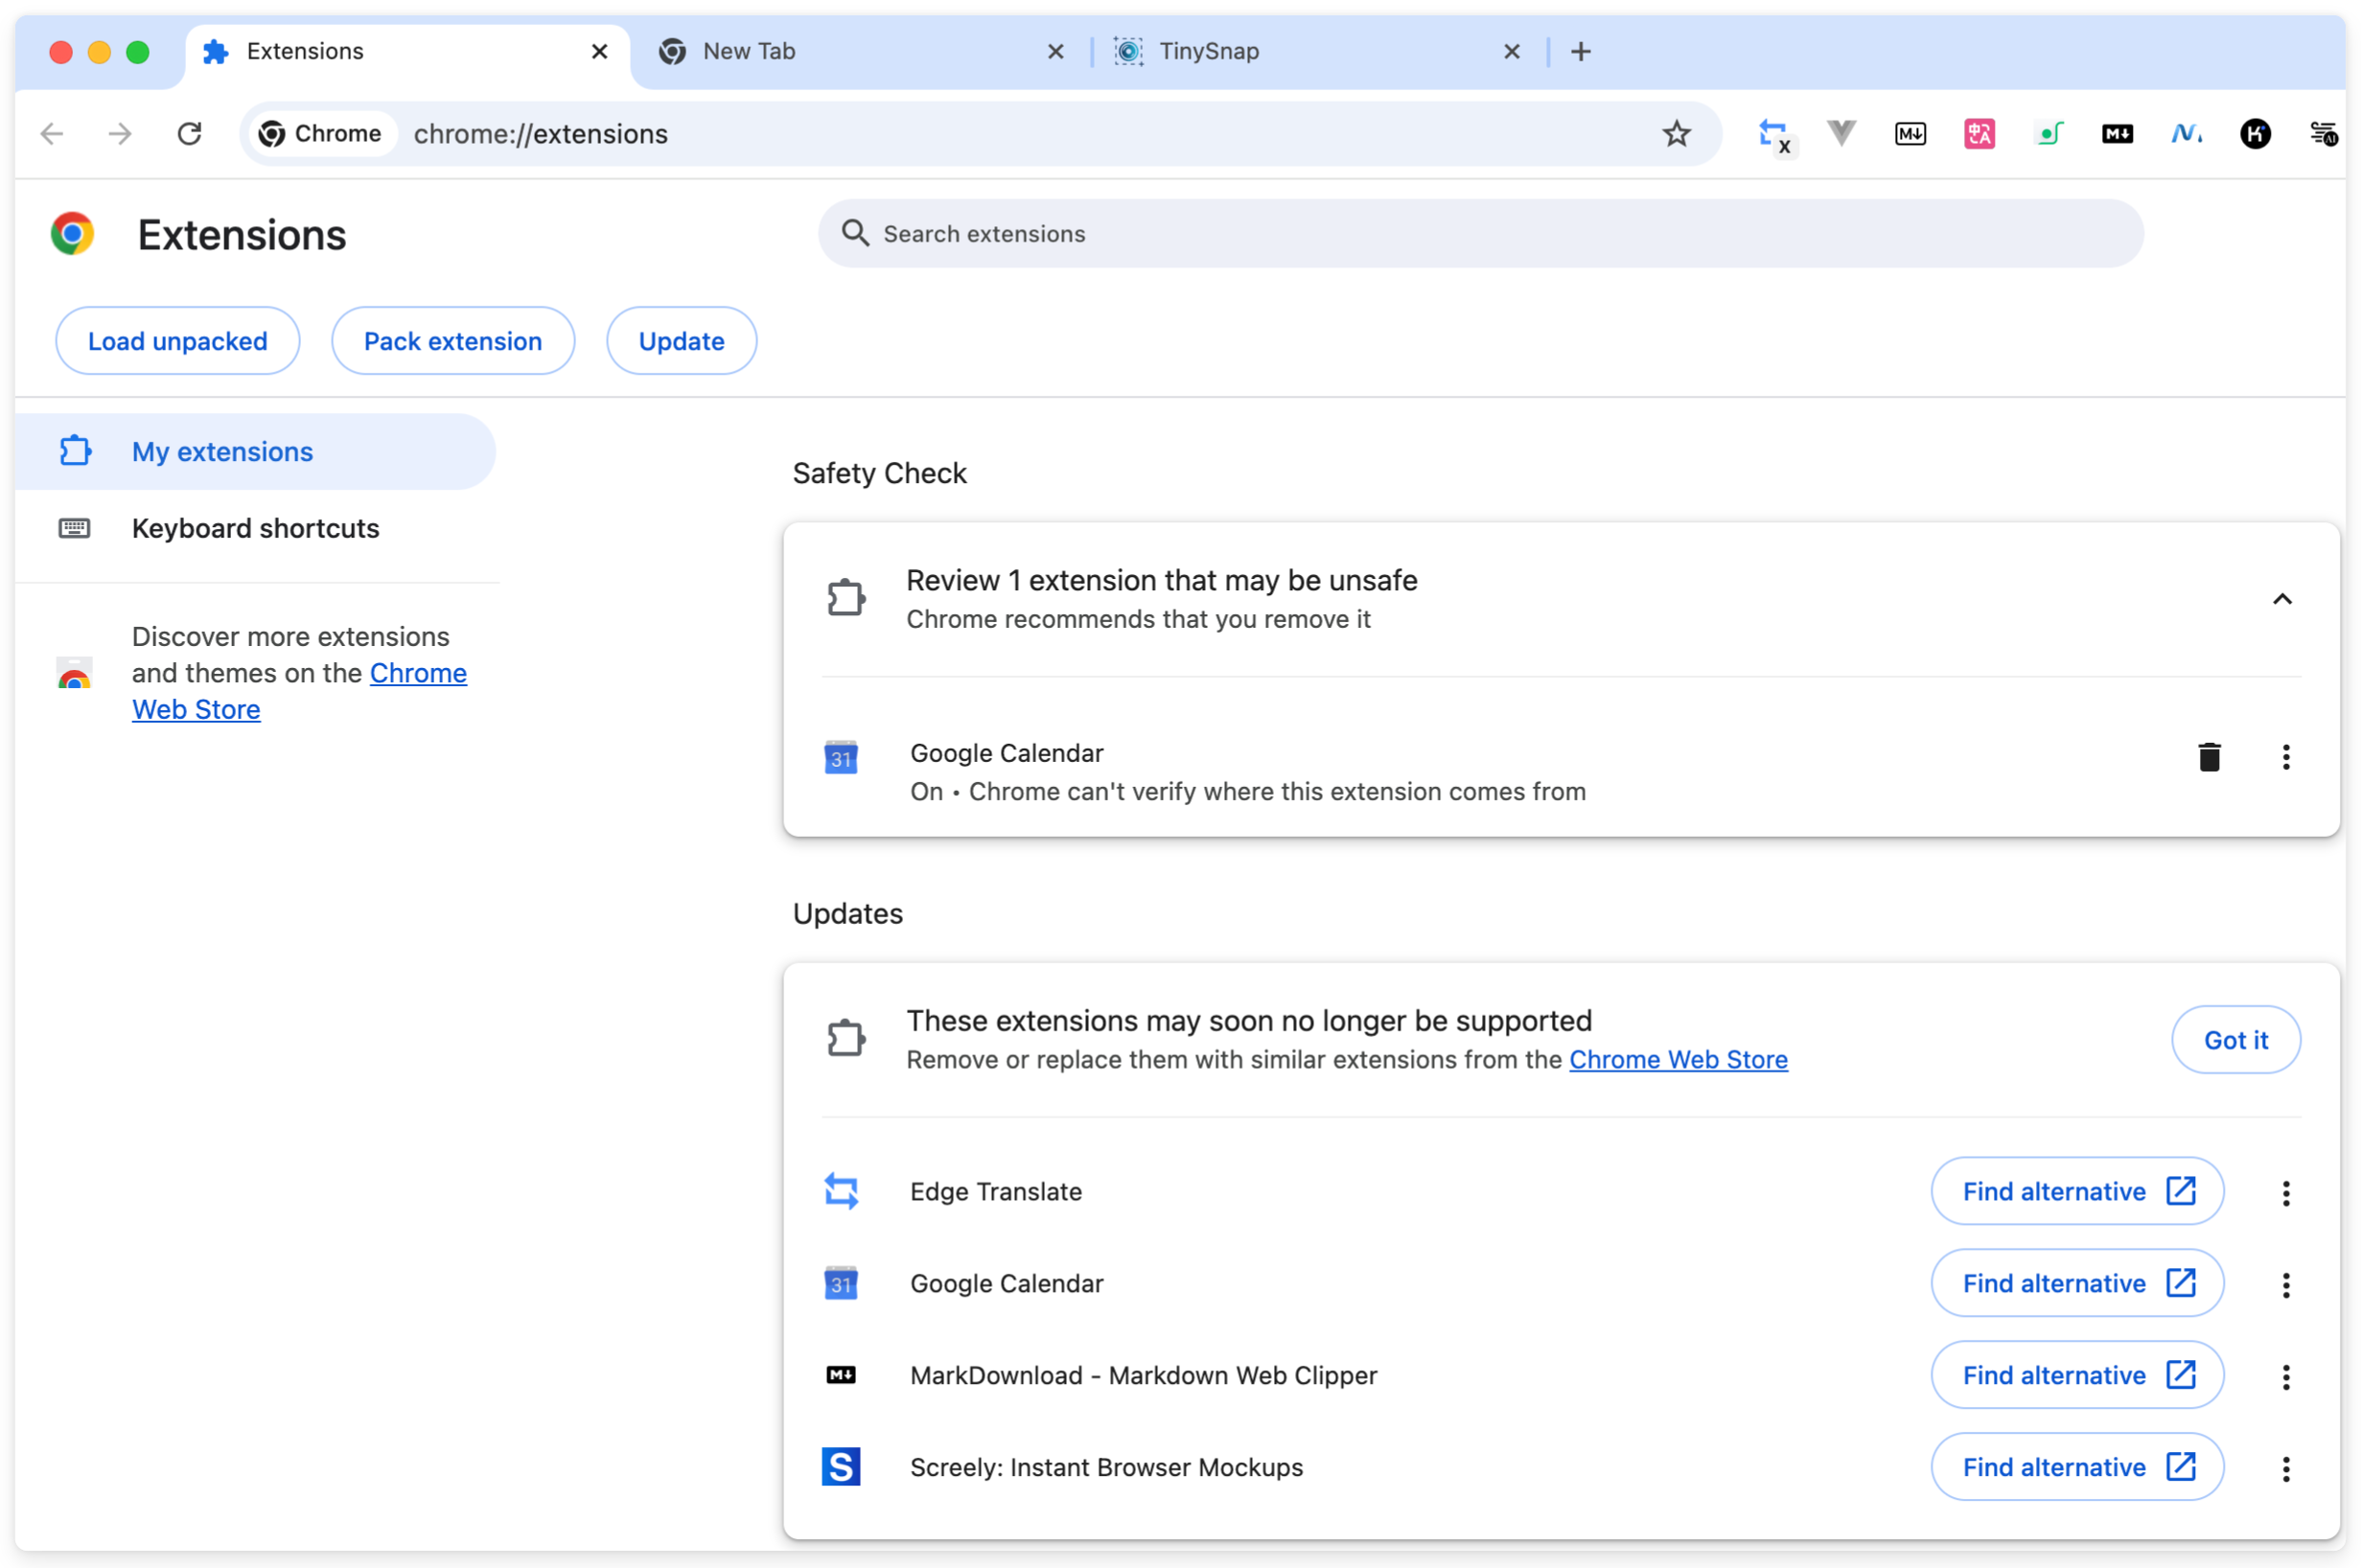 Extensions
New Tab
TinySnap
Chrome
chrome://extensions
Extensions
Search extensions
Load unpacked
Pack extension
Update
My extensions
Keyboard shortcuts
Discover more extensions
and themes on the Chrome
Web Store
Safety Check
Review 1 extension that may be unsafe
Chrome recommends that you remove it
31
Google Calendar
On • Chrome can't verify where this extension comes from
Updates
These extensions may soon no longer be supported
Remove or replace them with similar extensions from the Chrome Web Store
Got it
Edge Translate
Find alternative
31
Google Calendar
Find alternative
M↓
MarkDownload - Markdown Web Clipper
Find alternative
S
Screely: Instant Browser Mockups
Find alternative